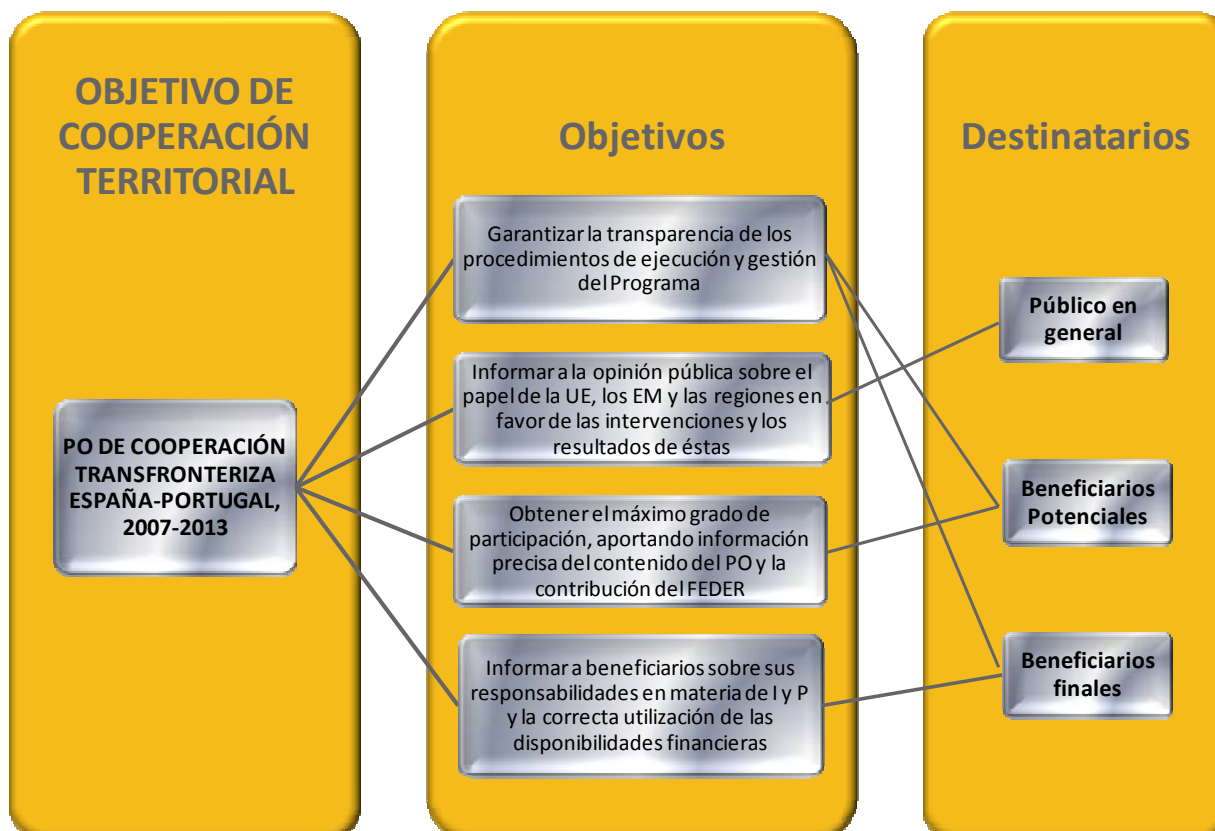 OBJETIVO DE
COOPERACIÓN
TERRITORIAL
PO DE COOPERACIÓN
TRANSFRONTERIZA
ESPAÑA-PORTUGAL,
2007-2013
Objetivos
Garantizar la transparencia de los
procedimientos de ejecución y gestión
del Programa
Informar a la opinión pública sobre el
papel de la UE, los EM y las regiones en
favor de las intervenciones y los
resultados de éstas
Obtener el máximo grado de
participación, aportando información
precisa del contenido del PO y la
contribución del FEDER
Informar a beneficiarios sobre sus
responsabilidades en materia de I y P
y la correcta utilización de las
disponibilidades financieras
Destinatarios
Público en
general
Beneficiarios
Potenciales
Beneficiarios
finales